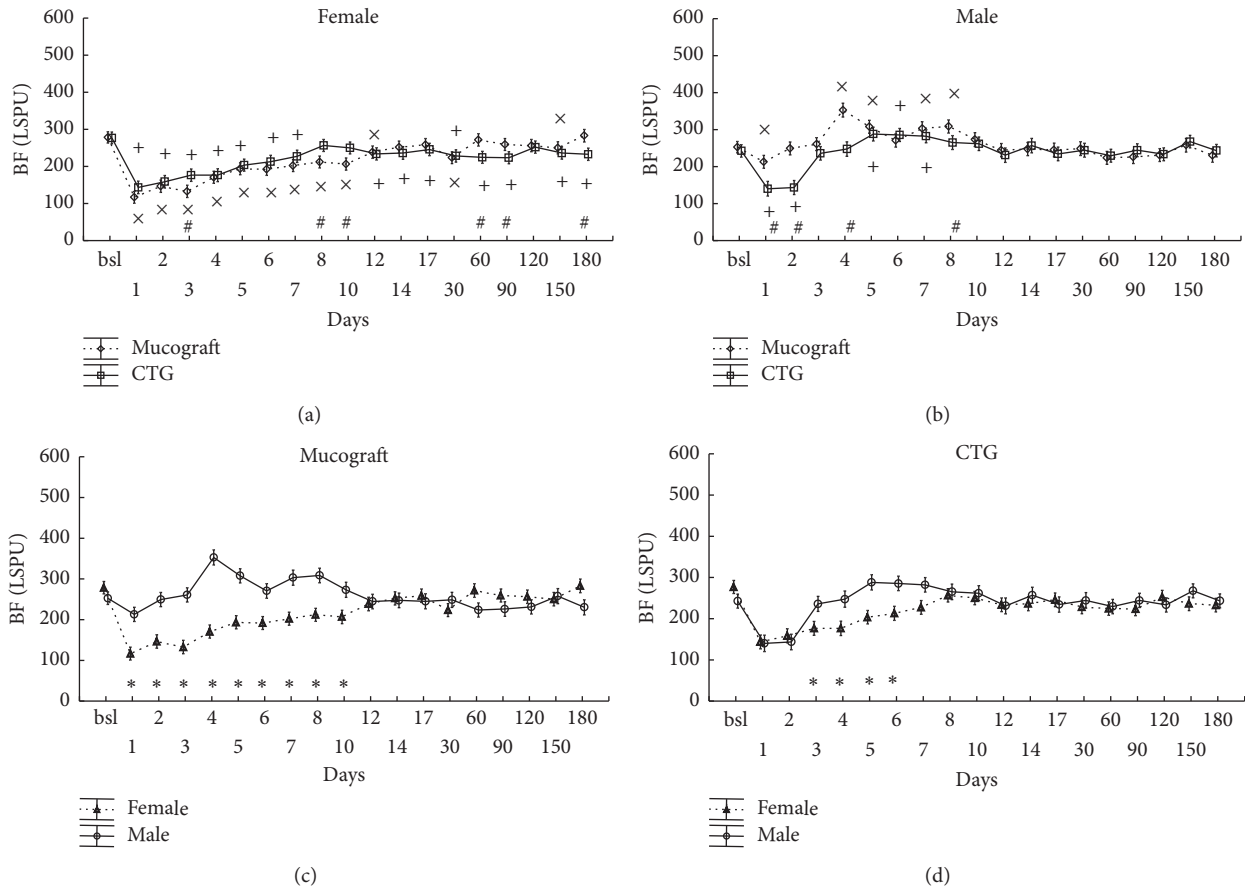 Female
BF (LSPU)
600
500
400
300
200
100
0
+ + + + + + + × + × 
× × × × × × × × × + + + × + + + +
# # # # # #
bsl 2 3 4 5 6 7 8 10 12 14 17 30 60 90 120 150 180
1
Days
Mucograft
CTG
(a)
Male
BF (LSPU)
600
500
400
300
200
100
0
× × × + × ×
+ + + +
# # # #
bsl 2 4 6 8 12 17 60 120 180
1 3 5 7 10 14 30 90 150
Days
Mucograft
CTG
(b)
Mucograft
BF (LSPU)
600
500
400
300
200
100
0
* * * * * * * * *
bsl 2 4 6 8 12 17 60 120 180
1 3 5 7 10 14 30 90 150
Days
Female
Male
(c)
CTG
BF (LSPU)
600
500
400
300
200
100
0
* * * *
bsl 2 4 6 8 12 17 60 120 180
1 3 5 7 10 14 30 90 150
Days
Female
Male
(d)